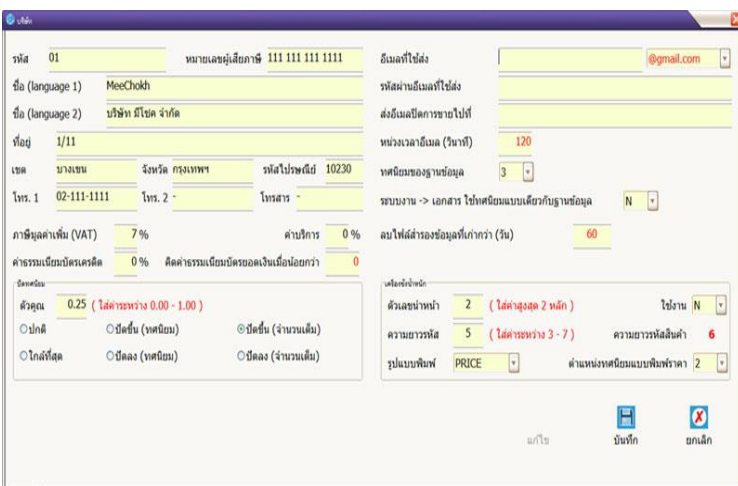 บริษัท
รหัส 01 หมายเลขผู้เสียภาษี 111 111 111 1111
ชื่อ (language 1) MeeChokh
ชื่อ (language 2) บริษัท มีโชค จำกัด
ที่อยู่ 1/11
เขต บางเขน จังหวัด กรุงเทพฯ รหัสไปรษณีย์ 10230
โทร. 1 02-111-1111 โทร. 2 - โทรสาร -
ภาษีมูลค่าเพิ่ม (VAT) 7 % ค่าบริการ 0 %
ค่าธรรมเนียมบัตรเครดิต 0 % คิดค่าธรรมเนียมบัตรยอดเงินเมื่อน้อยกว่า 0
ปัดทศนิยม
ตัวคูณ 0.25 ( ใส่ค่าระหว่าง 0.00 - 1.00 )
ปกติ ปัดขึ้น (ทศนิยม) ปัดขึ้น (จำนวนเต็ม)
ใกล้ที่สุด ปัดลง (ทศนิยม) ปัดลง (จำนวนเต็ม)
อีเมลที่ใช้ส่ง @gmail.com
รหัสผ่านอีเมลที่ใช้ส่ง
ส่งอีเมลปิดการขายไปที่
หน่วงเวลาอีเมล (วินาที) 120
ทศนิยมของฐานข้อมูล 3
ระบบงาน -> เอกสาร ใช้ทศนิยมแบบเดียวกับฐานข้อมูล N
ลบไฟล์สำรองข้อมูลที่เก่ากว่า (วัน) 60
เครื่องชั่งน้ำหนัก
ตัวเลขนำหน้า 2 ( ใส่ค่าสูงสุด 2 หลัก ) ใช้งาน N
ความยาวรหัส 5 ( ใส่ค่าระหว่าง 3 - 7 ) ความยาวรหัสสินค้า 6
รูปแบบพิมพ์ PRICE ตำแหน่งทศนิยมแบบพิมพ์ราคา 2
แก้ไข บันทึก ยกเลิก